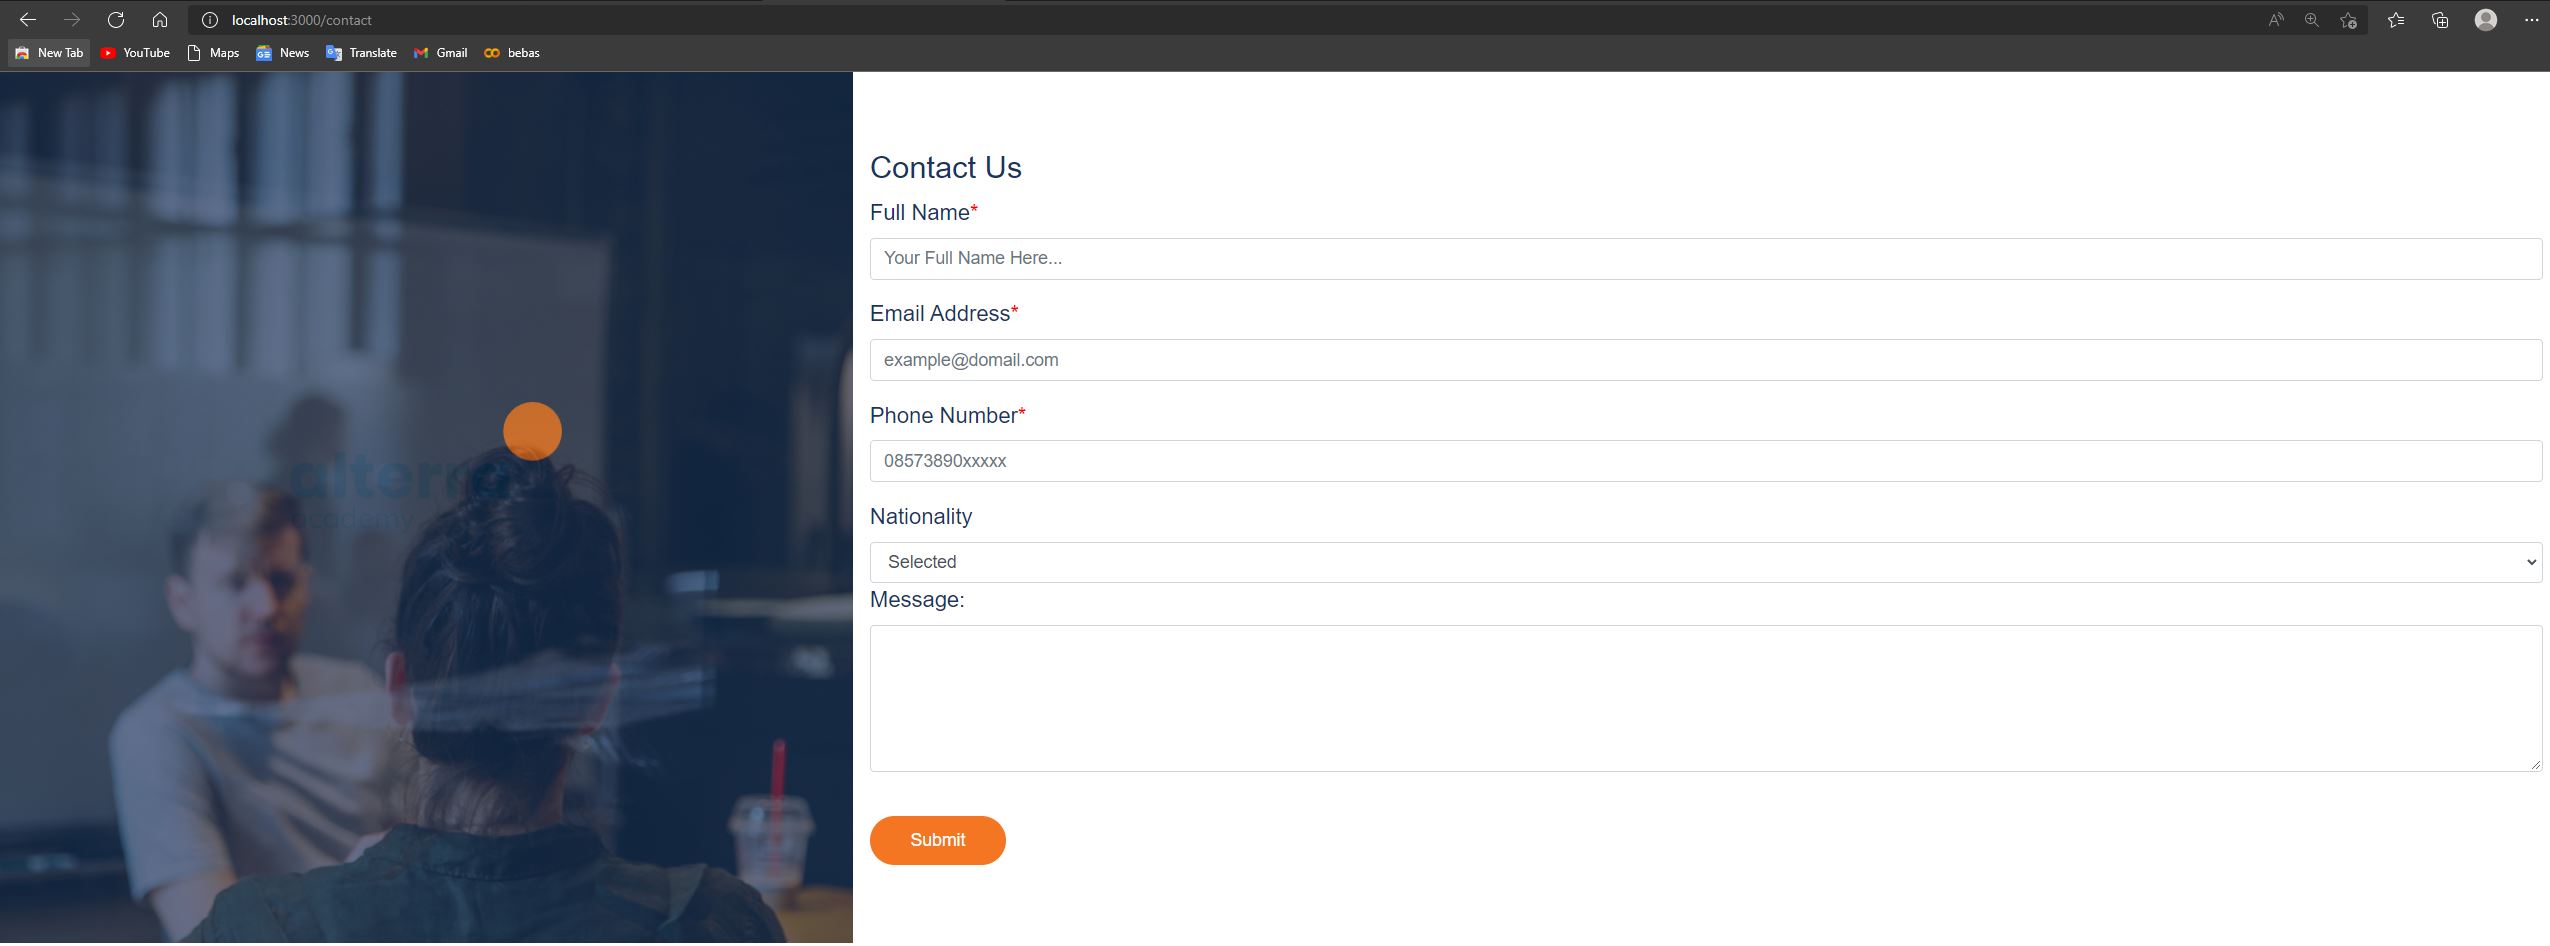 localhost:3000/contact
New Tab YouTube Maps News Translate Gmail bebas
alterra
academy
Contact Us
Full Name*
Your Full Name Here...
Email Address*
example@domail.com
Phone Number*
08573890xxxxx
Nationality
Selected
Message:
Submit